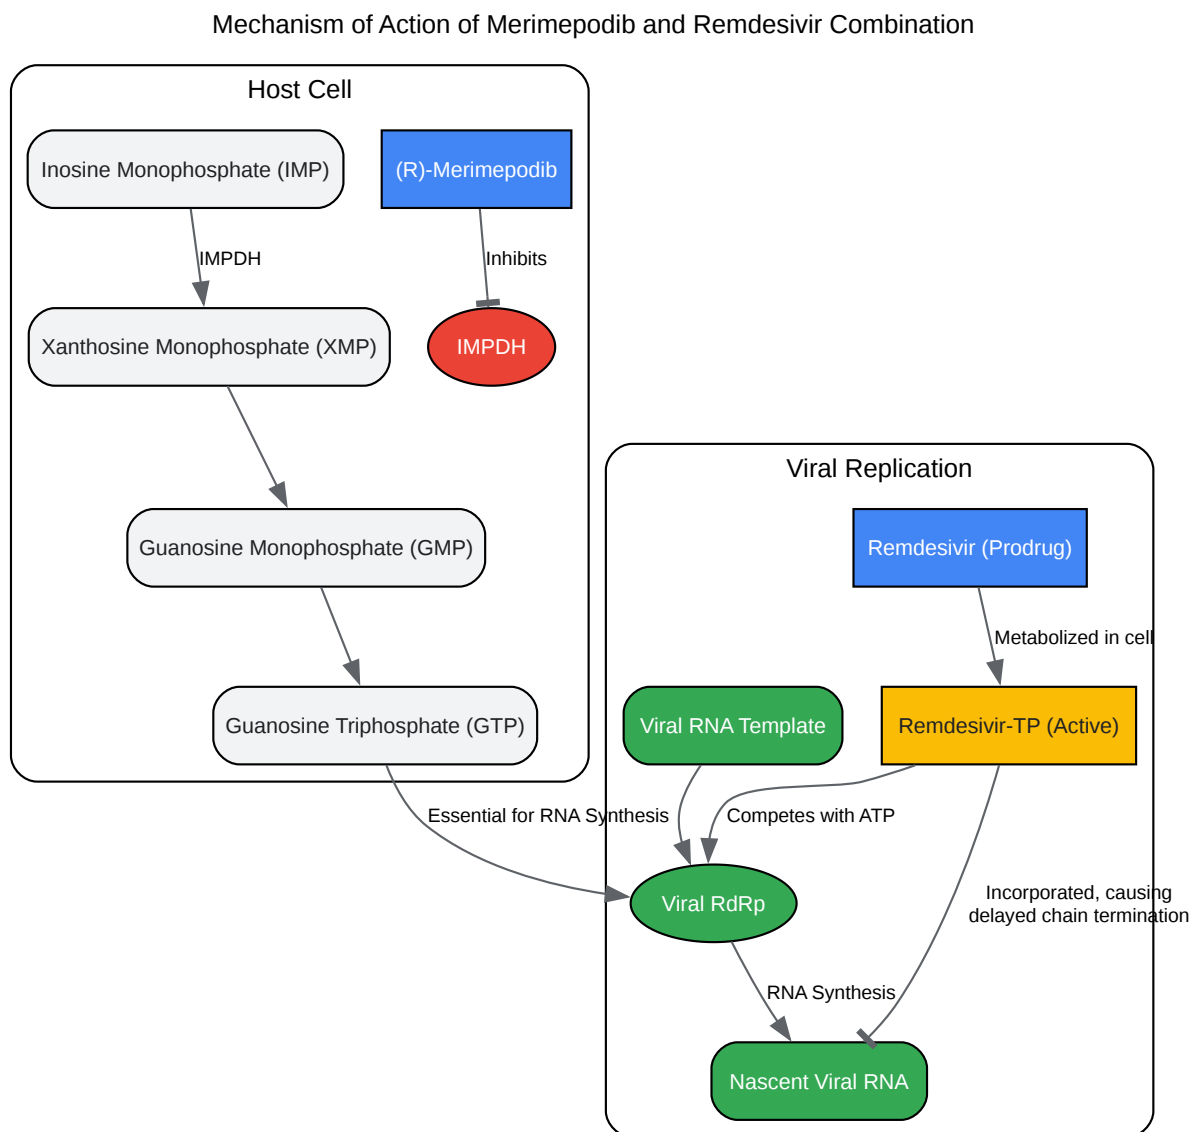 Mechanism of Action of Merimepodib and Remdesivir Combination
Host Cell
Inosine Monophosphate (IMP)
(R)-Merimepodib
IMPDH
Inhibits
Xanthosine Monophosphate (XMP)
IMPDH
Guanosine Monophosphate (GMP)
Guanosine Triphosphate (GTP)
Essential for RNA Synthesis
Viral Replication
Remdesivir (Prodrug)
Metabolized in cell
Viral RNA Template
Remdesivir-TP (Active)
Competes with ATP
Viral RdRp
Incorporated, causing
delayed chain termination
RNA Synthesis
Nascent Viral RNA